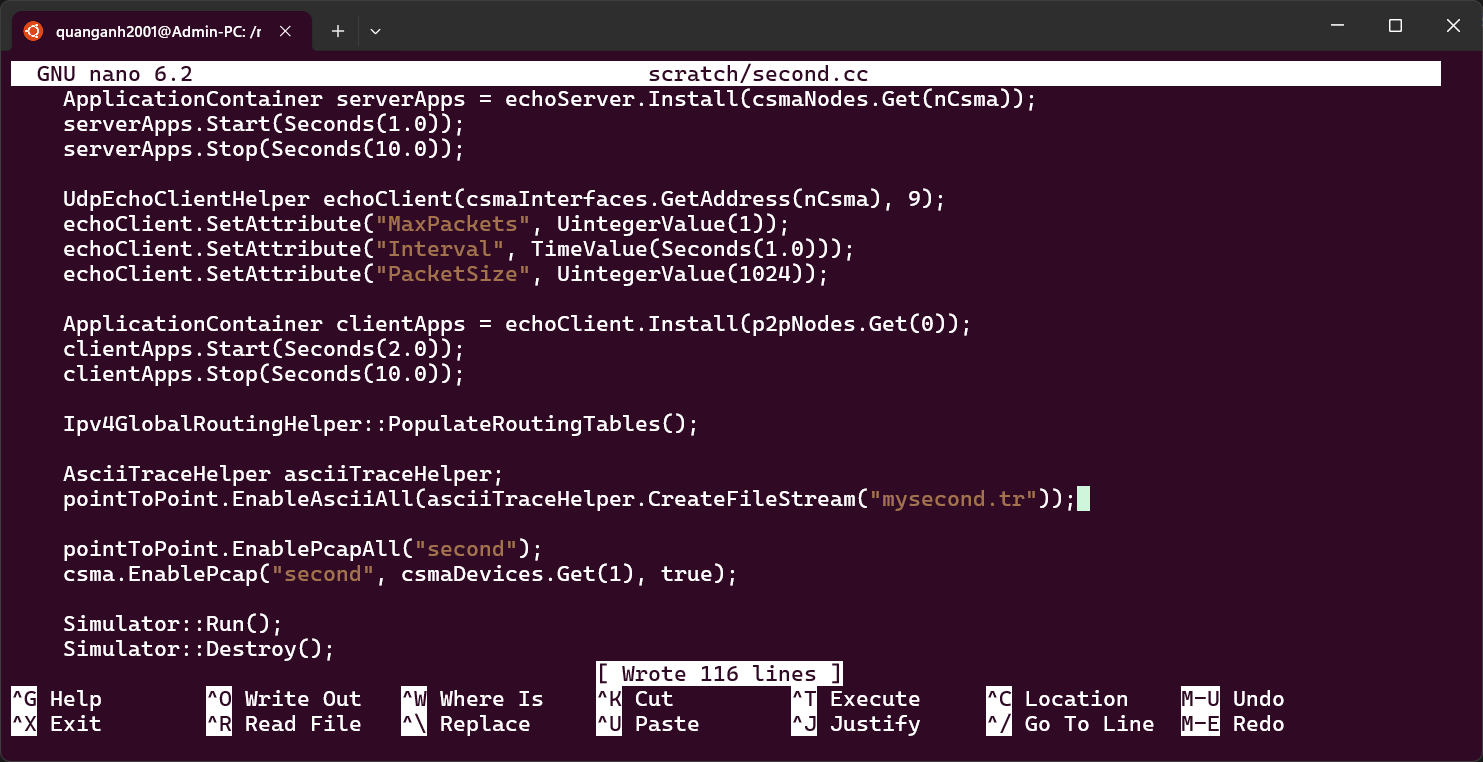 quanganh2001@Admin-PC: /r
GNU nano 6.2 scratch/second.cc
ApplicationContainer serverApps = echoServer.Install(csmaNodes.Get(nCsma));
serverApps.Start(Seconds(1.0));
serverApps.Stop(Seconds(10.0));
UdpEchoClientHelper echoClient(csmaInterfaces.GetAddress(nCsma), 9);
echoClient.SetAttribute("MaxPackets", UintegerValue(1));
echoClient.SetAttribute("Interval", TimeValue(Seconds(1.0)));
echoClient.SetAttribute("PacketSize", UintegerValue(1024));
ApplicationContainer clientApps = echoClient.Install(p2pNodes.Get(0));
clientApps.Start(Seconds(2.0));
clientApps.Stop(Seconds(10.0));
Ipv4GlobalRoutingHelper::PopulateRoutingTables();
AsciiTraceHelper asciiTraceHelper;
pointToPoint.EnableAsciiAll(asciiTraceHelper.CreateFileStream("mysecond.tr"));
pointToPoint.EnablePcapAll("second");
csma.EnablePcap("second", csmaDevices.Get(1), true);
Simulator::Run();
Simulator::Destroy();
[ Wrote 116 lines ]
^G Help ^O Write Out ^W Where Is ^K Cut ^T Execute ^C Location M-U Undo
^X Exit ^R Read File ^\ Replace ^U Paste ^J Justify ^/ Go To Line M-E Redo